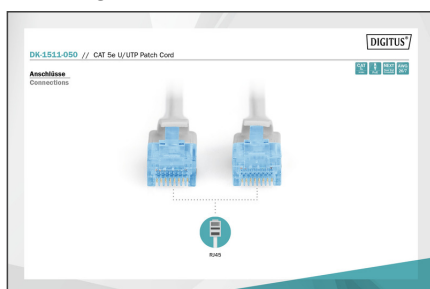 DIGITUS®
DK-1511-050 // CAT 5e U/UTP Patch Cord
Anschlüsse
Connections
RJ45